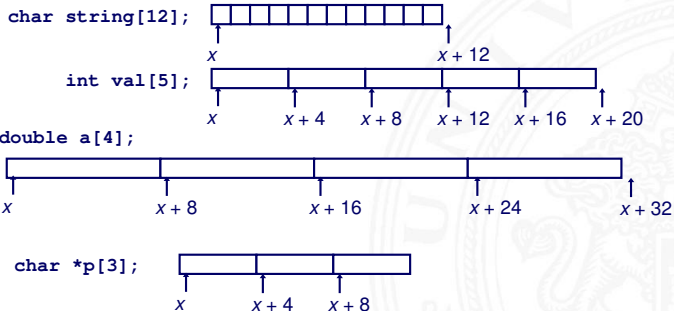 char string[12];
x x + 12
int val[5];
x x + 4 x + 8 x + 12 x + 16 x + 20
double a[4];
x x + 8 x + 16 x + 24 x + 32
char *p[3];
x x + 4 x + 8